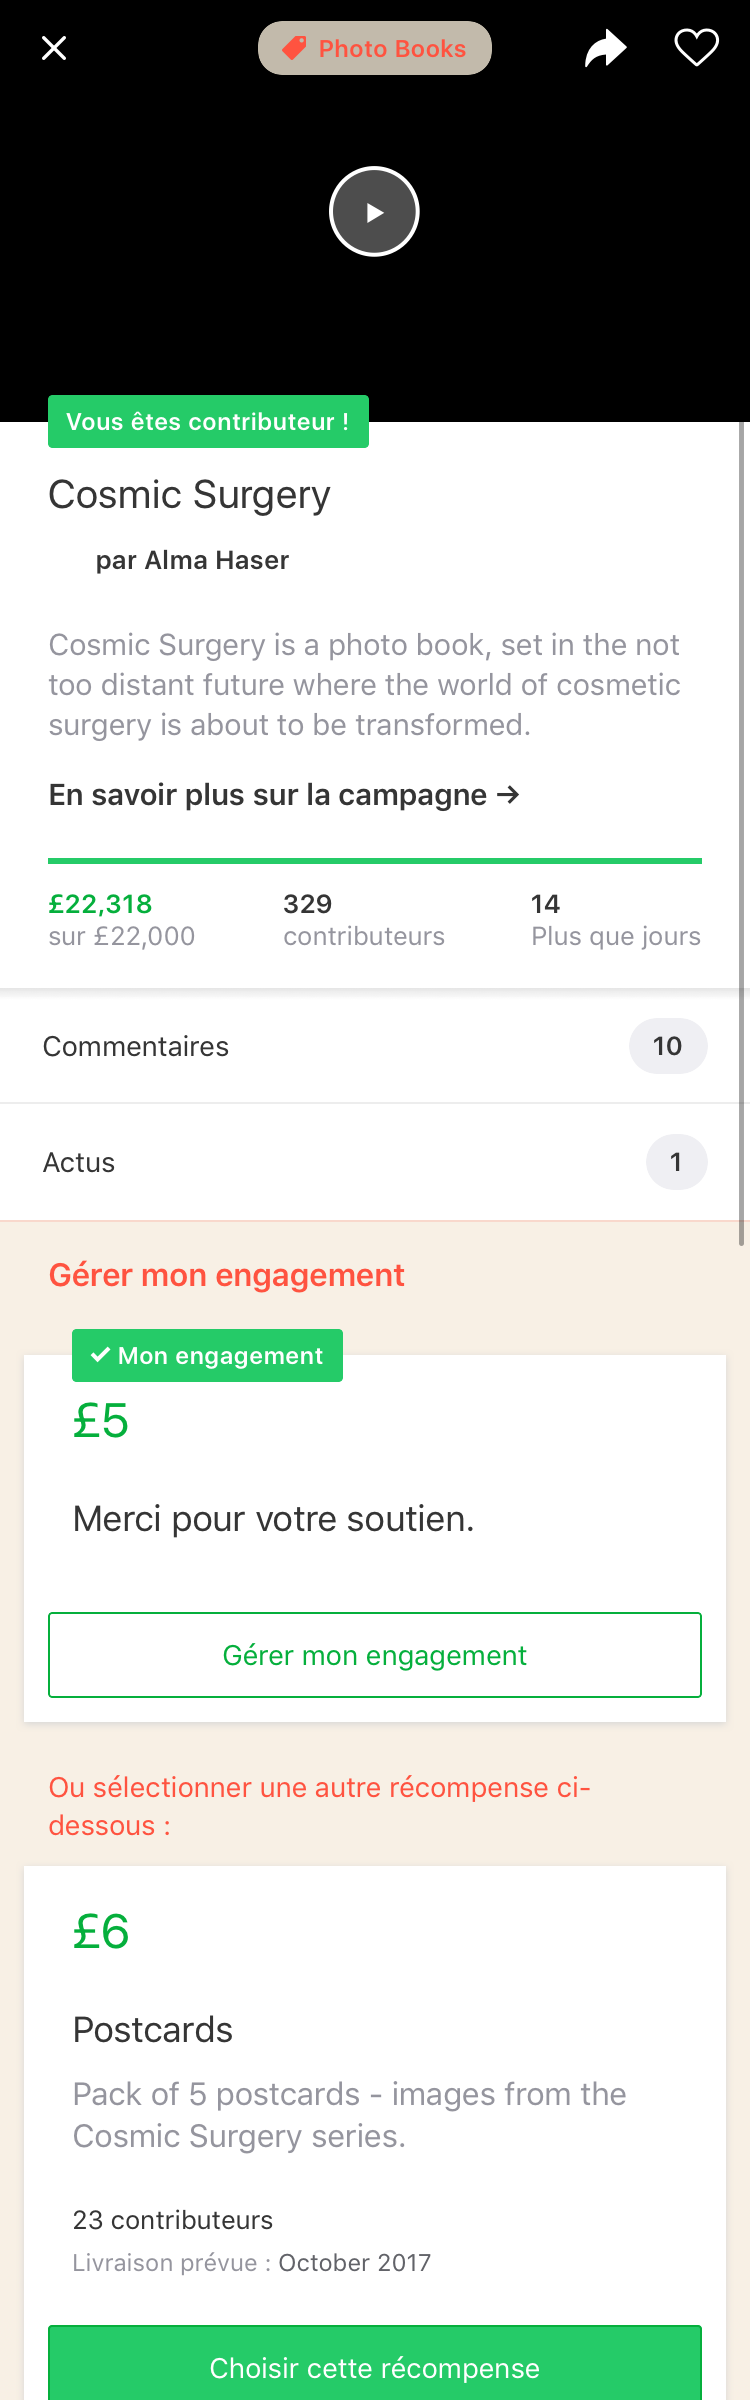 Photo Books
Vous êtes contributeur !
Cosmic Surgery
par Alma Haser
Cosmic Surgery is a photo book, set in the not
too distant future where the world of cosmetic
surgery is about to be transformed.
En savoir plus sur la campagne →
£22,318
sur £22,000
329
contributeurs
14
Plus que jours
Commentaires
10
Actus
1
Gérer mon engagement
Mon engagement
£5
Merci pour votre soutien.
Gérer mon engagement
Ou sélectionner une autre récompense ci-
dessous :
£6
Postcards
Pack of 5 postcards - images from the
Cosmic Surgery series.
23 contributeurs
Livraison prévue : October 2017
Choisir cette récompense